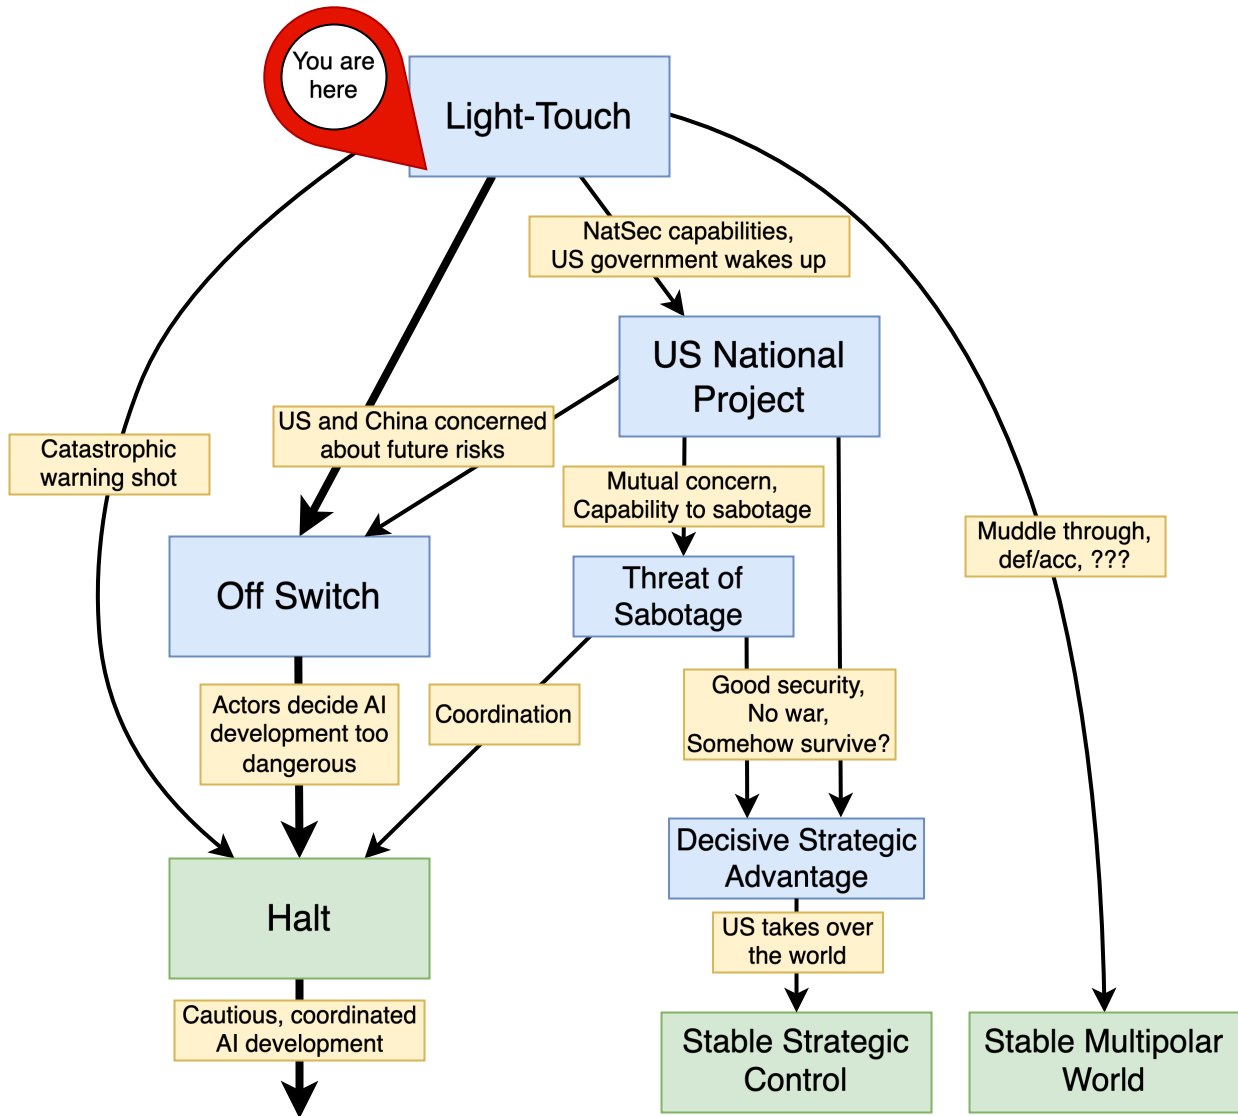 You are
here
Light-Touch
NatSec capabilities,
US government wakes up
US National
Project
US and China concerned
about future risks
Catastrophic
warning shot
Mutual concern,
Capability to sabotage
Muddle through,
def/acc, ???
Off Switch
Threat of
Sabotage
Actors decide AI
development too
dangerous
Coordination
Good security,
No war,
Somehow survive?
Decisive Strategic
Advantage
Halt
US takes over
the world
Cautious, coordinated
AI development
Stable Strategic
Control
Stable Multipolar
World